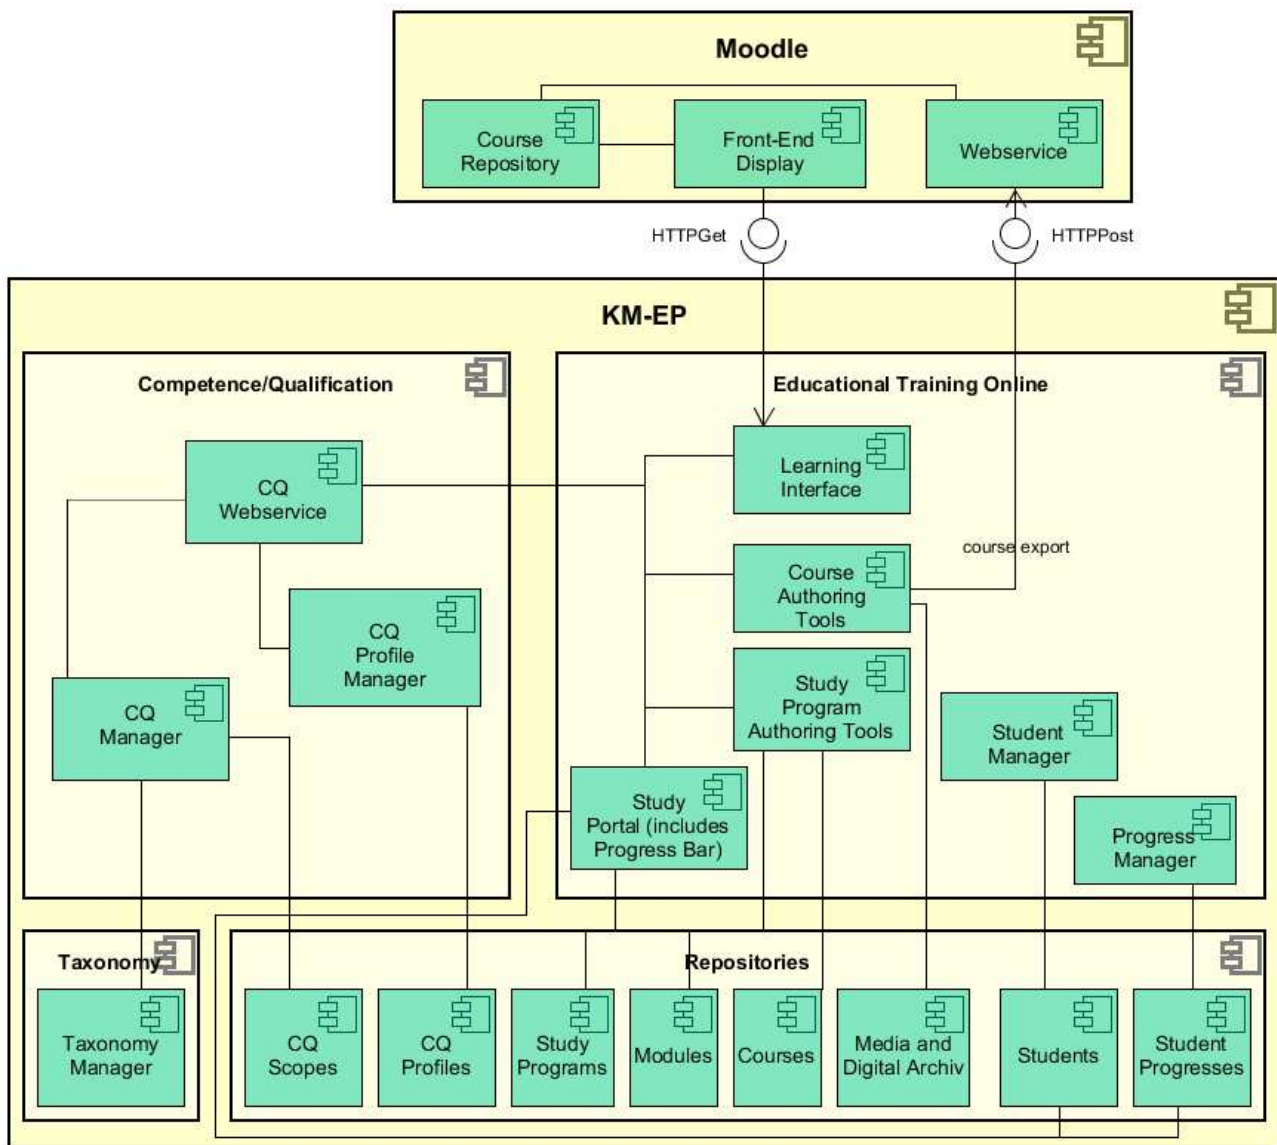 Moodle
Course
Repository
Front-End
Display
Webservice
HTTPGet
HTTPPost
KM-EP
Competence/Qualification
Educational Training Online
CQ
Webservice
Learning
Interface
course export
Course
Authoring
Tools
CQ
Profile
Manager
CQ
Manager
Study
Program
Authoring Tools
Student
Manager
Study
Portal (includes
Progress Bar)
Progress
Manager
Taxonomy
Repositories
Taxonomy
Manager
CQ
Scopes
CQ
Profiles
Study
Programs
Modules
Courses
Media and
Digital Archiv
Students
Student
Progresses